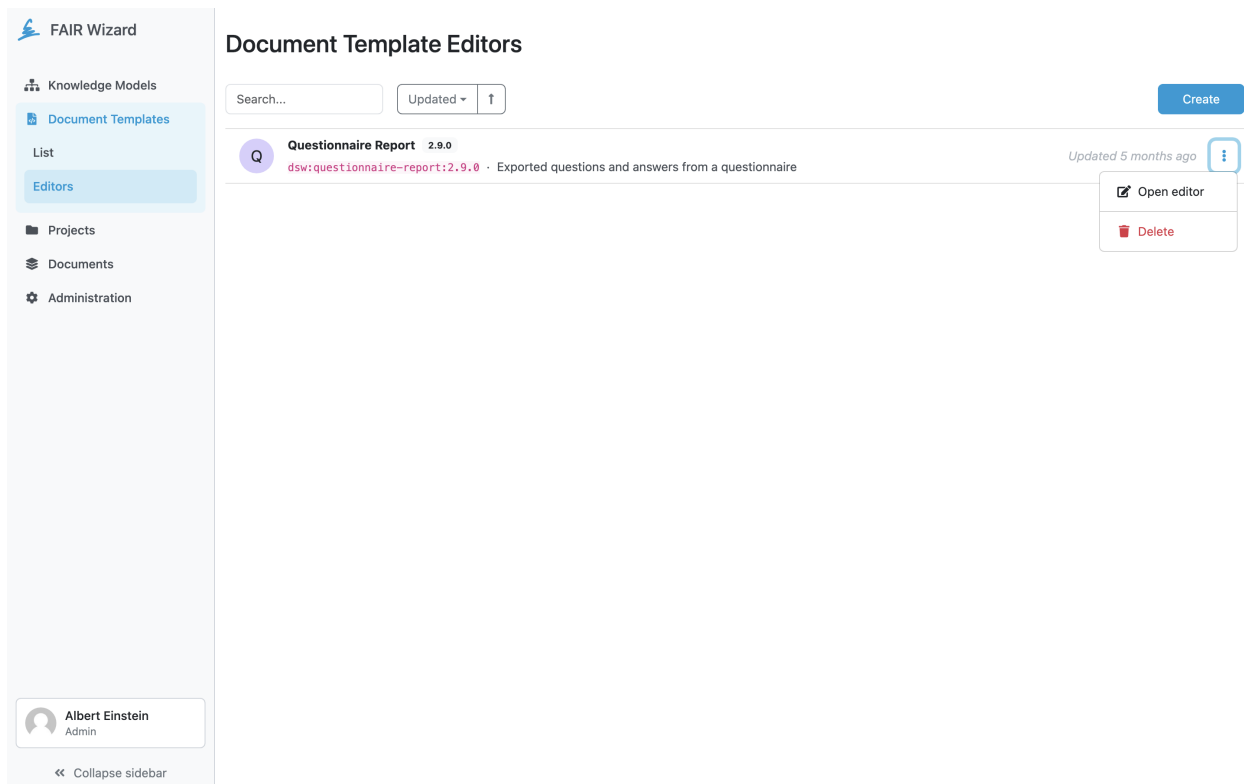 FAIR Wizard
Knowledge Models
Document Templates
List
Editors
Projects
Documents
Administration
Albert Einstein
Admin
Collapse sidebar
Document Template Editors
Search...
Updated
Create
Q
Questionnaire Report 2.9.0
dsw:questionnaire-report:2.9.0 · Exported questions and answers from a questionnaire
Updated 5 months ago
Open editor
Delete